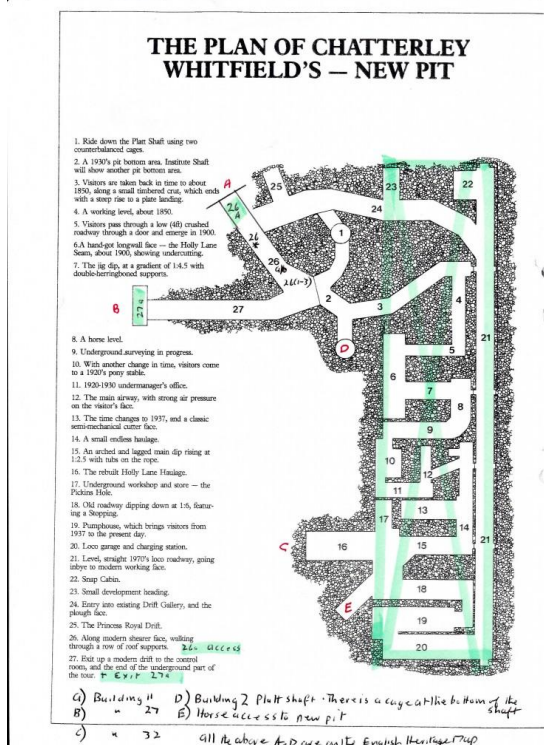 THE PLAN OF CHATTERLEY
WHITFIELD'S — NEW PIT
1. Ride down the Platt Shaft using two
counterbalanced cages.
2. A 1930's pit bottom area. Institute Shaft
will show another pit bottom area.
3. Visitors are taken back in time to about
1850, along a small timbered crut, which ends
with a steep rise to a plate landing.
4. A working level, about 1850.
5. Visitors pass through a low (4ft) crushed
roadway through a door and emerge in 1900.
6.A hand-got longwall face — the Holly Lane
Seam, about 1900, showing undercutting.
7. The jig dip, at a gradient of 1:4.5 with
double-herringboned supports.
8. A horse level.
9. Underground surveying in progress.
10. With another change in time, visitors come
to a 1920's pony stable.
11. 1920-1930 undermanager's office.
12. The main airway, with strong air pressure
on the visitor's face.
13. The time changes to 1937, and a classic
semi-mechanical cutter face.
14. A small endless haulage.
15. An arched and lagged main dip rising at
1:2.5 with tubs on the rope.
16. The rebuilt Holly Lane Haulage.
17. Underground workshop and store — the
Pickins Hole.
18. Old roadway dipping down at 1:6, featur-
ing a Stopping.
19. Pumphouse, which brings visitors from
1937 to the present day.
20. Loco garage and charging station.
21. Level, straight 1970's loco roadway, going
inbye to modern working face.
22. Snap Cabin.
23. Small development heading.
24. Entry into existing Drift Gallery, and the
plough face.
25. The Princess Royal Drift.
26. Along modern shearer face, walking
through a row of roof supports. 26a access
27. Exit up a modern drift to the control
room, and the end of the underground part of
the tour. + Exit 27a
A
26
A
25
23
22
24
1
26
26
a/b
26(1-3)
B
27a
27
2
3
4
21
D
5
6
7
8
9
10
12
11
17
13
14
C
16
15
21
18
E
19
20
A) Building 11 D) Building 2 Platt shaft. There is a cage at the bottom of the shaft
B) " 27 E) Horse access to new pit
C) " 32 all the above A-D are on the English Heritage Map